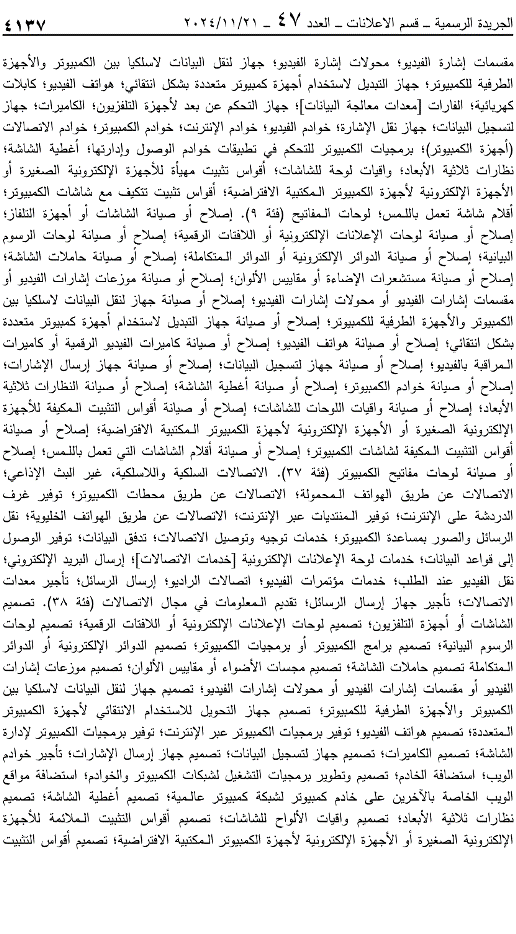 الجريدة الرسمية ـ قسم الاعلانات ـ العدد ٤٧ ـ ٢٠٢٤/١١/٢١ ٤١٣٧
مقسمات إشارة الفيديو؛ محولات إشارة الفيديو؛ جهاز لنقل البيانات لاسلكيا بين الكمبيوتر والأجهزة
الطرفية للكمبيوتر؛ جهاز التبديل لاستخدام أجهزة كمبيوتر متعددة بشكل انتقائي؛ هواتف الفيديو؛ كابلات
كهربائية؛ الفارات [معدات معالجة البيانات]؛ جهاز التحكم عن بعد لأجهزة التلفزيون؛ الكاميرات؛ جهاز
لتسجيل البيانات؛ جهاز نقل الإشارة؛ خوادم الفيديو؛ خوادم الإنترنت؛ خوادم الكمبيوتر؛ خوادم الاتصالات
(أجهزة الكمبيوتر)؛ برمجيات الكمبيوتر للتحكم في تطبيقات خوادم الوصول وإدارتها؛ أغطية الشاشة؛
نظارات ثلاثية الأبعاد؛ واقيات لوحة للشاشات؛ أقواس تثبيت مهيأة للأجهزة الإلكترونية الصغيرة أو
الأجهزة الإلكترونية لأجهزة الكمبيوتر المكتبية الافتراضية؛ أقواس تثبيت تتكيف مع شاشات الكمبيوتر؛
أقلام شاشة تعمل باللمس؛ لوحات المفاتيح (فئة ٩). إصلاح أو صيانة الشاشات أو أجهزة التلفاز؛
إصلاح أو صيانة لوحات الإعلانات الإلكترونية أو اللافتات الرقمية؛ إصلاح أو صيانة لوحات الرسوم
البيانية؛ إصلاح أو صيانة الدوائر الإلكترونية أو الدوائر المتكاملة؛ إصلاح أو صيانة حاملات الشاشة؛
إصلاح أو صيانة مستشعرات الإضاءة أو مقاييس الألوان؛ إصلاح أو صيانة موزعات إشارات الفيديو أو
مقسمات إشارات الفيديو أو محولات إشارات الفيديو؛ إصلاح أو صيانة جهاز لنقل البيانات لاسلكيا بين
الكمبيوتر والأجهزة الطرفية للكمبيوتر؛ إصلاح أو صيانة جهاز التبديل لاستخدام أجهزة كمبيوتر متعددة
بشكل انتقائي؛ إصلاح أو صيانة هواتف الفيديو؛ إصلاح أو صيانة كاميرات الفيديو الرقمية أو كاميرات
المراقبة بالفيديو؛ إصلاح أو صيانة جهاز لتسجيل البيانات؛ إصلاح أو صيانة جهاز إرسال الإشارات؛
إصلاح أو صيانة خوادم الكمبيوتر؛ إصلاح أو صيانة أغطية الشاشة؛ إصلاح أو صيانة النظارات ثلاثية
الأبعاد؛ إصلاح أو صيانة واقيات اللوحات للشاشات؛ إصلاح أو صيانة أقواس التثبيت المكيفة للأجهزة
الإلكترونية الصغيرة أو الأجهزة الإلكترونية لأجهزة الكمبيوتر المكتبية الافتراضية؛ إصلاح أو صيانة
أقواس التثبيت المكيفة لشاشات الكمبيوتر؛ إصلاح أو صيانة أقلام الشاشات التي تعمل باللمس؛ إصلاح
أو صيانة لوحات مفاتيح الكمبيوتر (فئة ٣٧). الاتصالات السلكية واللاسلكية، غير البث الإذاعي؛
الاتصالات عن طريق الهواتف المحمولة؛ الاتصالات عن طريق محطات الكمبيوتر؛ توفير غرف
الدردشة على الإنترنت؛ توفير المنتديات عبر الإنترنت؛ الاتصالات عن طريق الهواتف الخليوية؛ نقل
الرسائل والصور بمساعدة الكمبيوتر؛ خدمات توجيه وتوصيل الاتصالات؛ تدفق البيانات؛ توفير الوصول
إلى قواعد البيانات؛ خدمات لوحة الإعلانات الإلكترونية [خدمات الاتصالات]؛ إرسال البريد الإلكتروني؛
نقل الفيديو عند الطلب؛ خدمات مؤتمرات الفيديو؛ اتصالات الراديو؛ إرسال الرسائل؛ تأجير معدات
الاتصالات؛ تأجير جهاز إرسال الرسائل؛ تقديم المعلومات في مجال الاتصالات (فئة ٣٨). تصميم
الشاشات أو أجهزة التلفزيون؛ تصميم لوحات الإعلانات الإلكترونية أو اللافتات الرقمية؛ تصميم لوحات
الرسوم البيانية؛ تصميم برامج الكمبيوتر أو برمجيات الكمبيوتر؛ تصميم الدوائر الإلكترونية أو الدوائر
المتكاملة تصميم حاملات الشاشة؛ تصميم مجسات الأضواء أو مقاييس الألوان؛ تصميم موزعات إشارات
الفيديو أو مقسمات إشارات الفيديو أو محولات إشارات الفيديو؛ تصميم جهاز لنقل البيانات لاسلكيا بين
الكمبيوتر والأجهزة الطرفية للكمبيوتر؛ تصميم جهاز التحويل للاستخدام الانتقائي لأجهزة الكمبيوتر
المتعددة؛ تصميم هواتف الفيديو؛ توفير برمجيات الكمبيوتر عبر الإنترنت؛ توفير برمجيات الكمبيوتر لإدارة
الشاشة؛ تصميم الكاميرات؛ تصميم جهاز لتسجيل البيانات؛ تصميم جهاز إرسال الإشارات؛ تأجير خوادم
الويب؛ استضافة الخادم؛ تصميم وتطوير برمجيات التشغيل لشبكات الكمبيوتر والخوادم؛ استضافة مواقع
الويب الخاصة بالآخرين على خادم كمبيوتر لشبكة كمبيوتر عالمية؛ تصميم أغطية الشاشة؛ تصميم
نظارات ثلاثية الأبعاد؛ تصميم واقيات الألواح للشاشات؛ تصميم أقواس التثبيت الملائمة للأجهزة
الإلكترونية الصغيرة أو الأجهزة الإلكترونية لأجهزة الكمبيوتر المكتبية الافتراضية؛ تصميم أقواس التثبيت